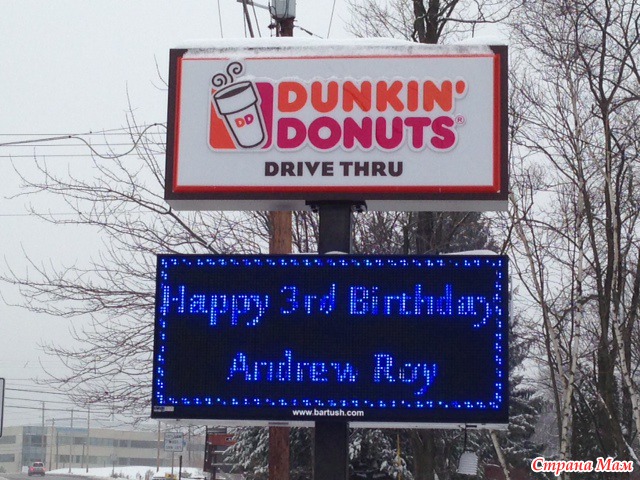 DUNKIN'
DD
DONUTS®
DRIVE THRU
Happy 3rd Birthday
Andrew Roy
www.bartush.com
Страна Мам